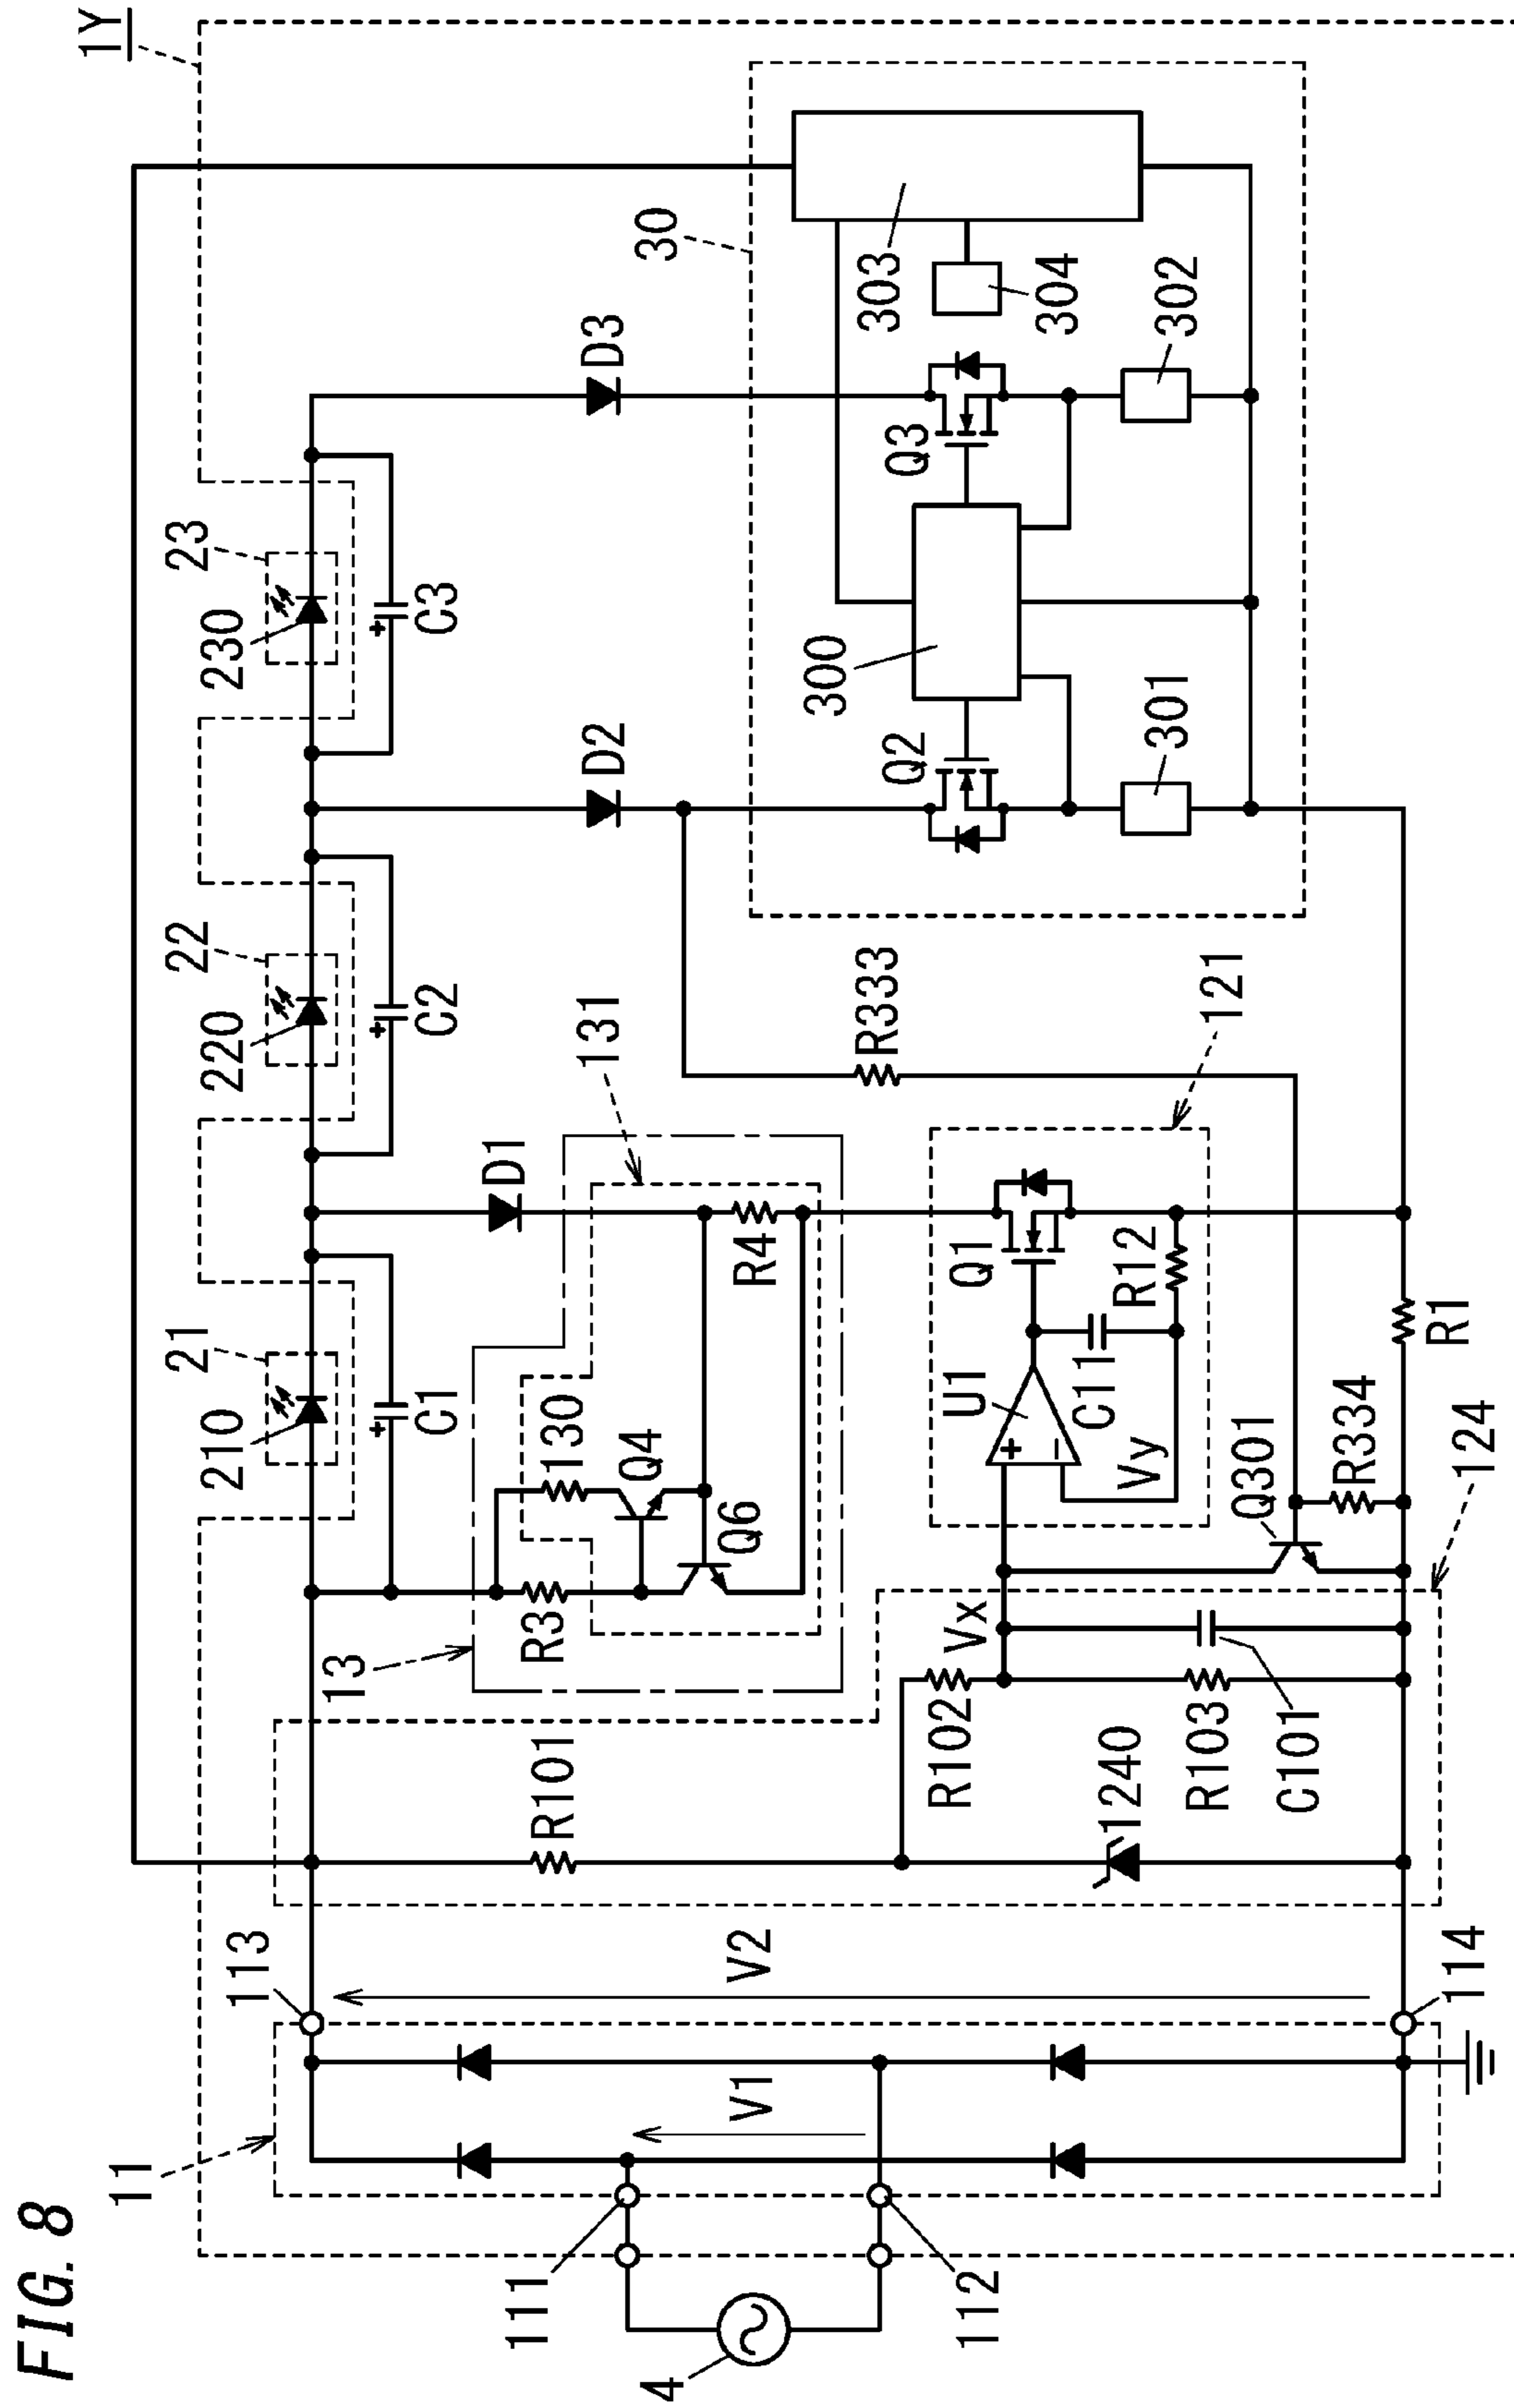 FIG. 8
1Y
11
113
13
21
210
22
220
23
230
C1
C2
C3
30
D1
D2
D3
131
R101
R3
130
Q4
Q6
R4
V1
V2
111
112
4
114
R102
Vx
1240
R103
C101
U1
+
−
Vy
C11
Q1
R12
121
R333
Q301
R334
R1
124
300
Q2
Q3
301
302
303
304
+
+
+